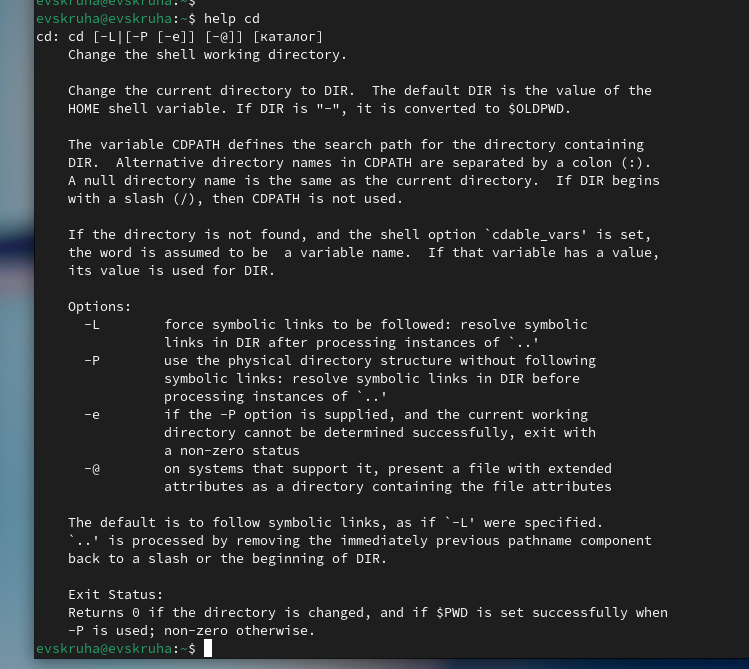 evskruha@evskruha:~$
evskruha@evskruha:~$ help cd
cd: cd [-L|[-P [-e]] [-@]] [каталог]
    Change the shell working directory.

    Change the current directory to DIR.  The default DIR is the value of the
    HOME shell variable. If DIR is "-", it is converted to $OLDPWD.

    The variable CDPATH defines the search path for the directory containing
    DIR.  Alternative directory names in CDPATH are separated by a colon (:).
    A null directory name is the same as the current directory.  If DIR begins
    with a slash (/), then CDPATH is not used.

    If the directory is not found, and the shell option `cdable_vars' is set,
    the word is assumed to be  a variable name.  If that variable has a value,
    its value is used for DIR.

    Options:
      -L        force symbolic links to be followed: resolve symbolic
                links in DIR after processing instances of `..'
      -P        use the physical directory structure without following
                symbolic links: resolve symbolic links in DIR before
                processing instances of `..'
      -e        if the -P option is supplied, and the current working
                directory cannot be determined successfully, exit with
                a non-zero status
      -@        on systems that support it, present a file with extended
                attributes as a directory containing the file attributes

    The default is to follow symbolic links, as if `-L' were specified.
    `..' is processed by removing the immediately previous pathname component
    back to a slash or the beginning of DIR.

    Exit Status:
    Returns 0 if the directory is changed, and if $PWD is set successfully when
    -P is used; non-zero otherwise.
evskruha@evskruha:~$